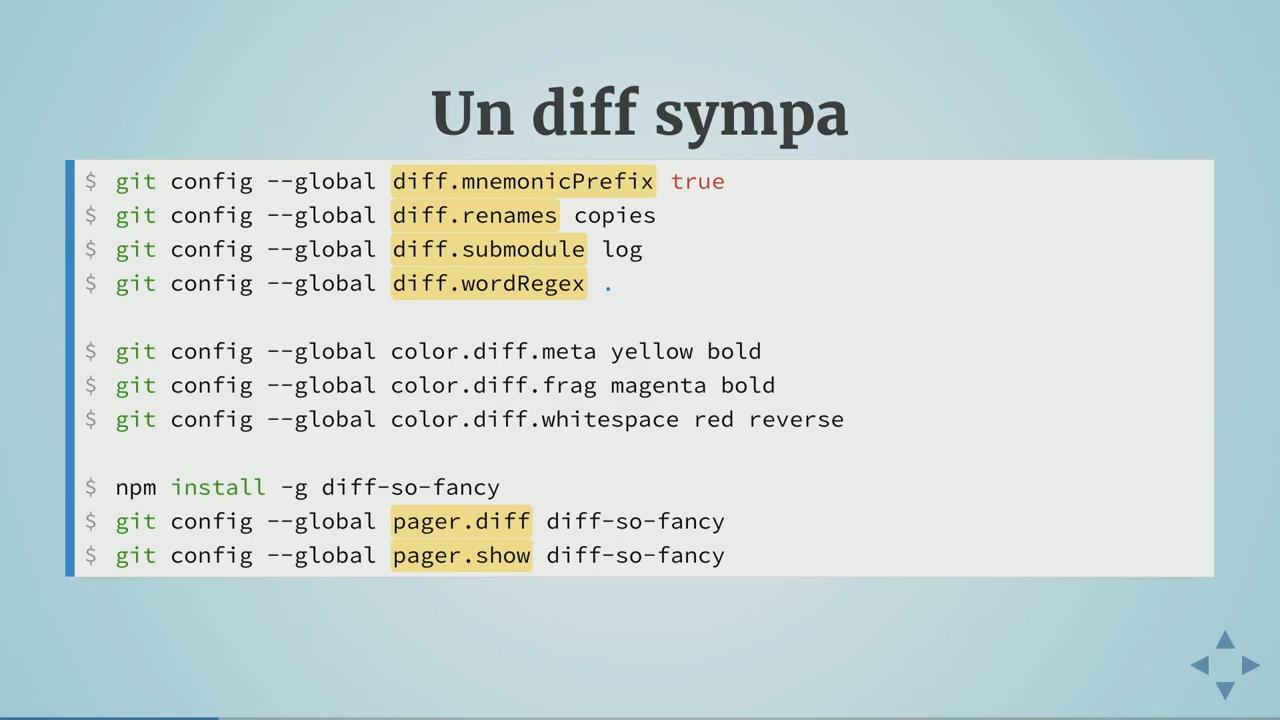 Un diff sympa
$ git config --global diff.mnemonicPrefix true
$ git config --global diff.renames copies
$ git config --global diff.submodule log
$ git config --global diff.wordRegex .
$ git config --global color.diff.meta yellow bold
$ git config --global color.diff.frag magenta bold
$ git config --global color.diff.whitespace red reverse
$ npm install -g diff-so-fancy
$ git config --global pager.diff diff-so-fancy
$ git config --global pager.show diff-so-fancy